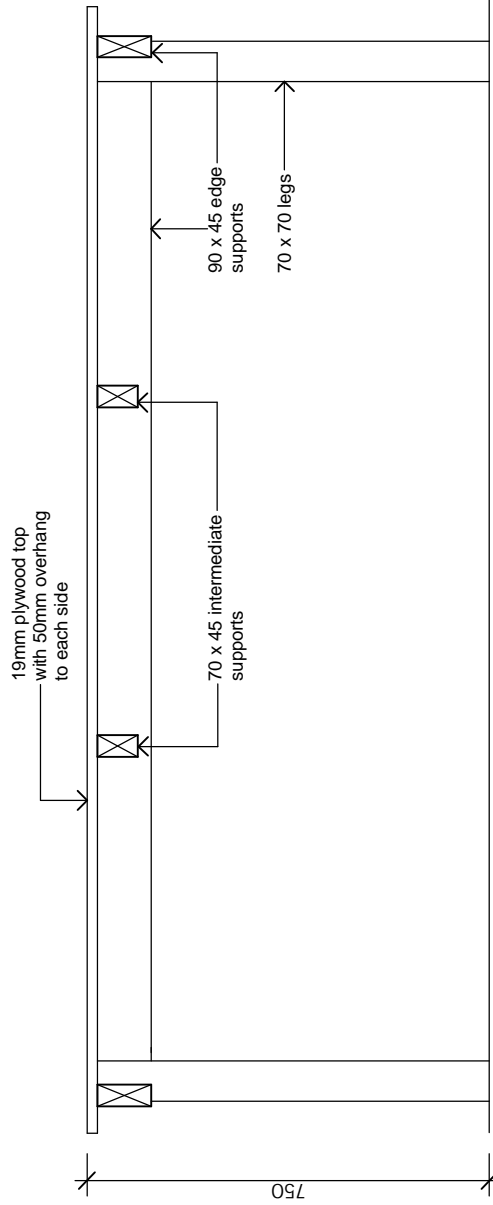 19mm plywood top
with 50mm overhang
to each side
70 x 45 intermediate
supports
90 x 45 edge
supports
70 x 70 legs
750